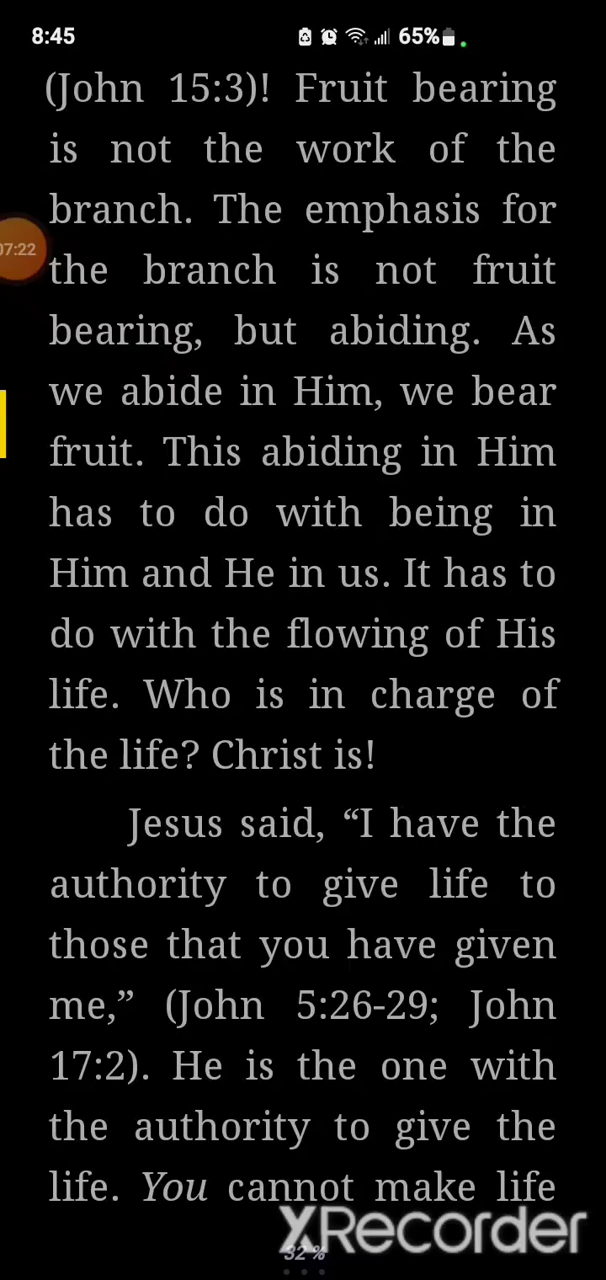 8:45
65%
(John 15:3)! Fruit bearing
is not the work of the
branch. The emphasis for
07:22
the branch is not fruit
bearing, but abiding. As
we abide in Him, we bear
fruit. This abiding in Him
has to do with being in
Him and He in us. It has to
do with the flowing of His
life. Who is in charge of
the life? Christ is!
Jesus said, “I have the
authority to give life to
those that you have given
me,” (John 5:26-29; John
17:2). He is the one with
the authority to give the
life. You cannot make life
XRecorder
32%